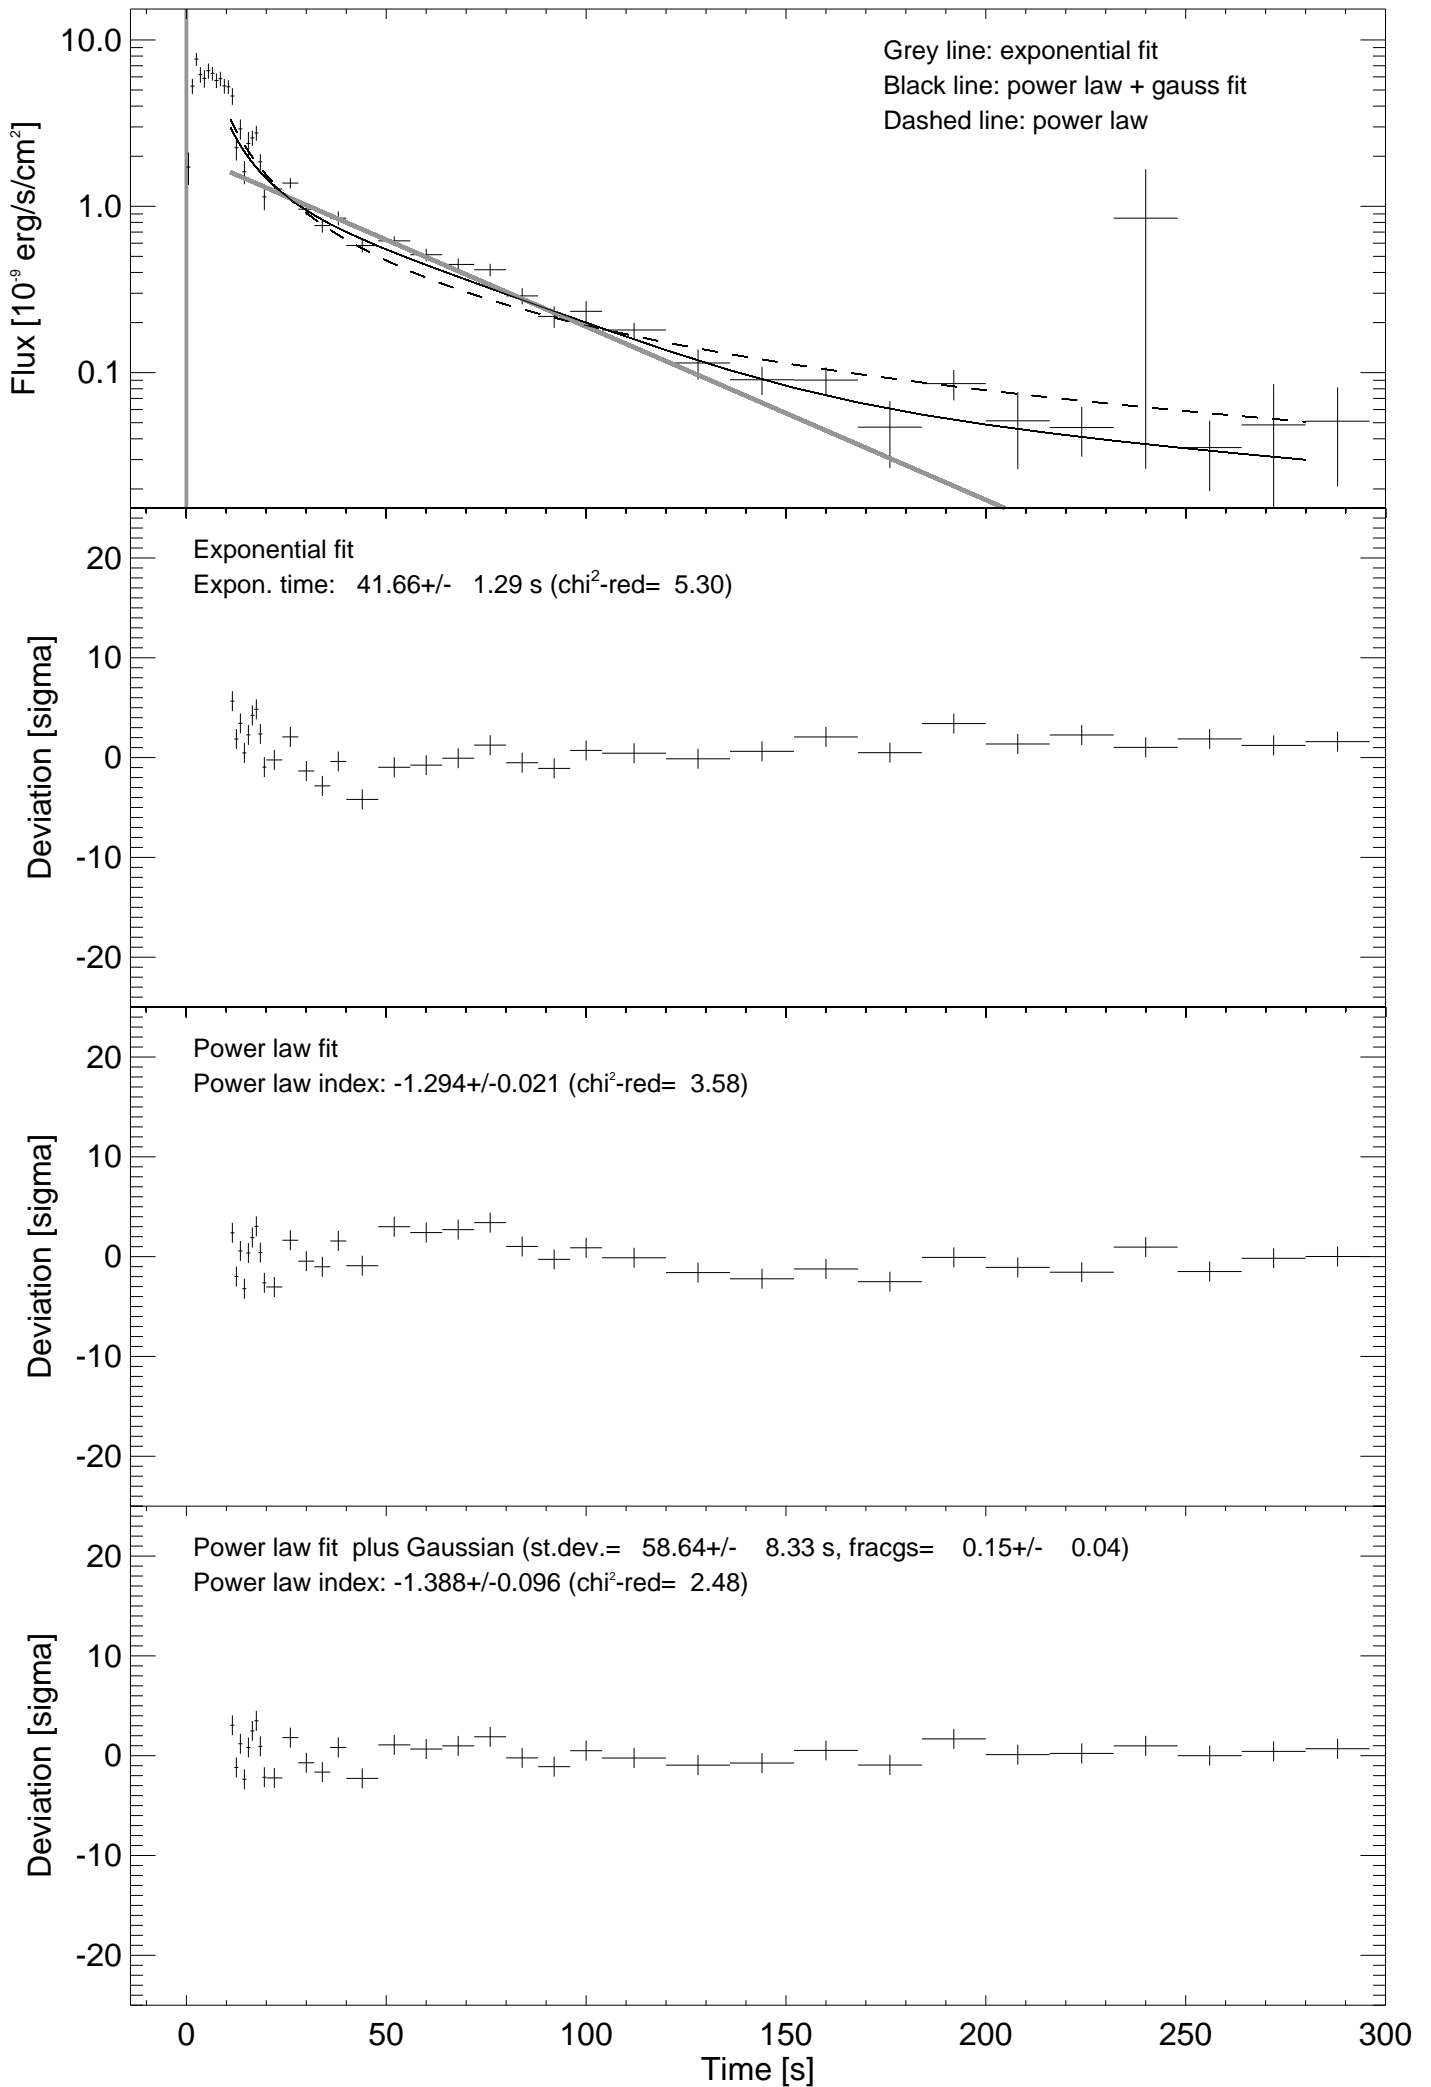 Grey line: exponential fit
Black line: power law + gauss fit
Dashed line: power law
10.0
1.0
0.1
Flux [10⁻⁹ erg/s/cm²]
Exponential fit
Expon. time: 41.66+/- 1.29 s (chi²-red= 5.30)
20
10
0
-10
-20
Deviation [sigma]
Power law fit
Power law index: -1.294+/-0.021 (chi²-red= 3.58)
20
10
0
-10
-20
Deviation [sigma]
Power law fit plus Gaussian (st.dev.= 58.64+/- 8.33 s, fracgs= 0.15+/- 0.04)
Power law index: -1.388+/-0.096 (chi²-red= 2.48)
20
10
0
-10
-20
Deviation [sigma]
0 50 100 150 200 250 300
Time [s]